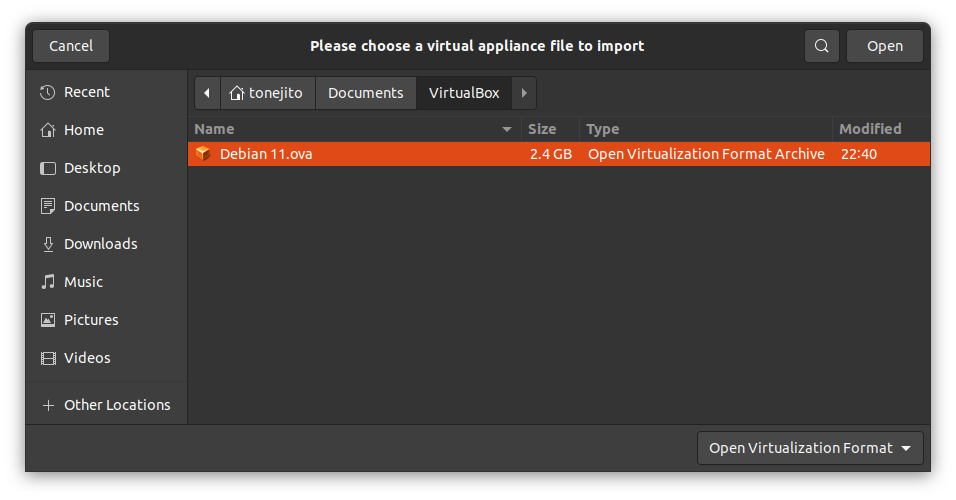 Cancel Please choose a virtual appliance file to import Open
Recent
Home
Desktop
Documents
Downloads
Music
Pictures
Videos
Other Locations
tonejito Documents VirtualBox
Name Size Type Modified
Debian 11.ova 2.4 GB Open Virtualization Format Archive 22:40
Open Virtualization Format